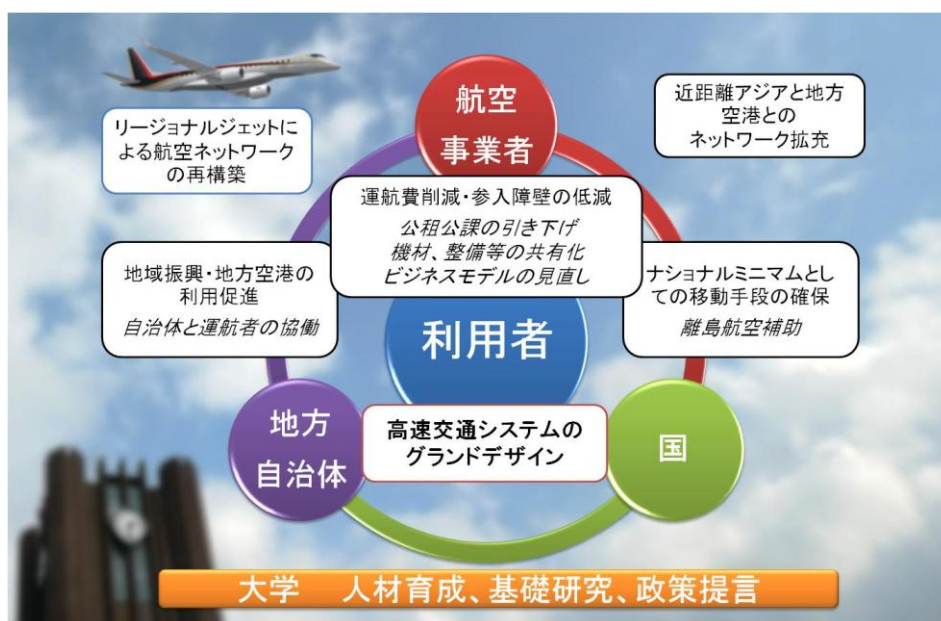 航空
事業者
近距離アジアと地方
空港との
ネットワーク拡充
リージョナルジェットに
よる航空ネットワーク
の再構築
運航費削減・参入障壁の低減
公租公課の引き下げ
機材、整備等の共有化
ビジネスモデルの見直し
地域振興・地方空港の
利用促進
自治体と運航者の協働
ナショナルミニマムとし
ての移動手段の確保
離島航空補助
利用者
地方
自治体
高速交通システムの
グランドデザイン
国
大学 人材育成、基礎研究、政策提言